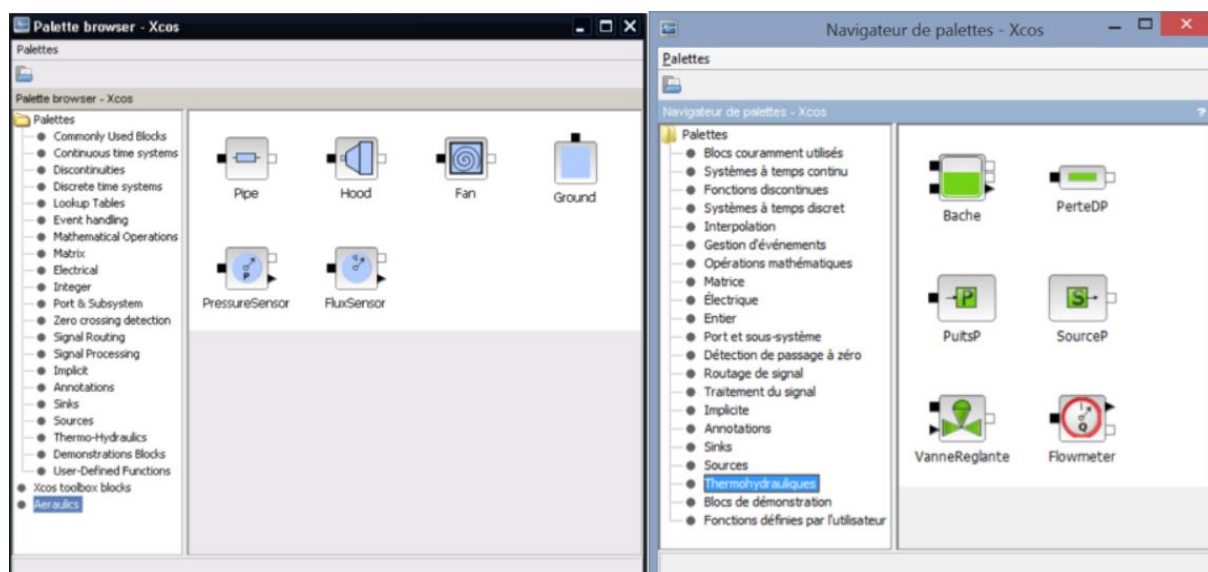 Palette browser - Xcos
Palettes
Palette browser - Xcos
Palettes
Commonly Used Blocks
Continuous time systems
Discontinuities
Discrete time systems
Lookup Tables
Event handling
Mathematical Operations
Matrix
Electrical
Integer
Port & Subsystem
Zero crossing detection
Signal Routing
Signal Processing
Implicit
Annotations
Sinks
Sources
Thermo-Hydraulics
Demonstrations Blocks
User-Defined Functions
Xcos toolbox blocks
Aeraulics
Pipe
Hood
Fan
Ground
P
q
PressureSensor
FluxSensor
Navigateur de palettes - Xcos
Palettes
Navigateur de palettes - Xcos
?
Palettes
Blocs couramment utilisés
Systèmes à temps continu
Fonctions discontinues
Systèmes à temps discret
Interpolation
Gestion d'événements
Opérations mathématiques
Matrice
Électrique
Entier
Port et sous-système
Détection de passage à zéro
Routage de signal
Traitement du signal
Implicite
Annotations
Sinks
Sources
Thermohydrauliques
Blocs de démonstration
Fonctions définies par l'utilisateur
Bache
PerteDP
P
S
PuitsP
SourceP
Q
VanneReglante
Flowmeter